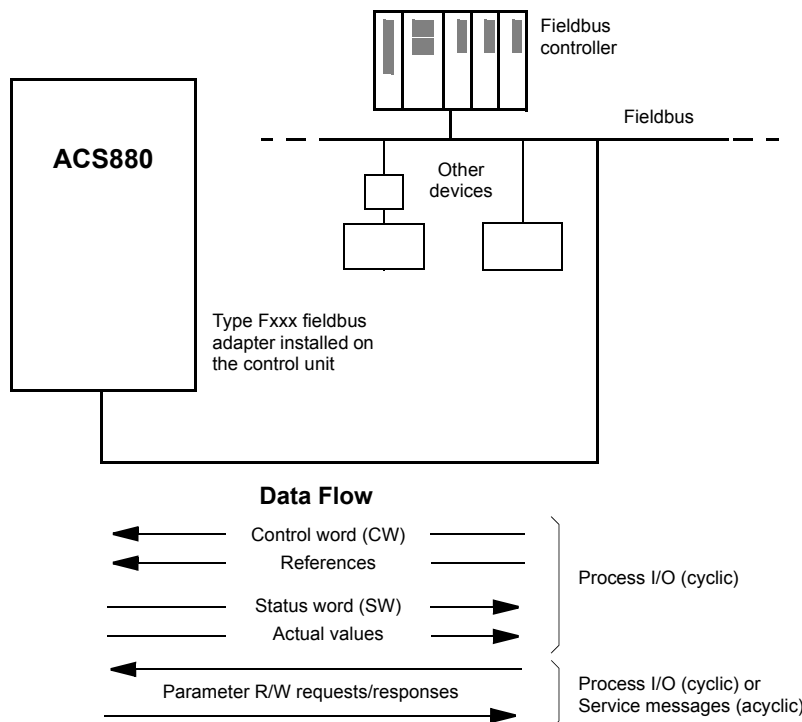 Fieldbus
controller
Fieldbus
ACS880
Other
devices
Type Fxxx fieldbus
adapter installed on
the control unit
Data Flow
Control word (CW)
References
Process I/O (cyclic)
Status word (SW)
Actual values
Parameter R/W requests/responses
Process I/O (cyclic) or
Service messages (acyclic)